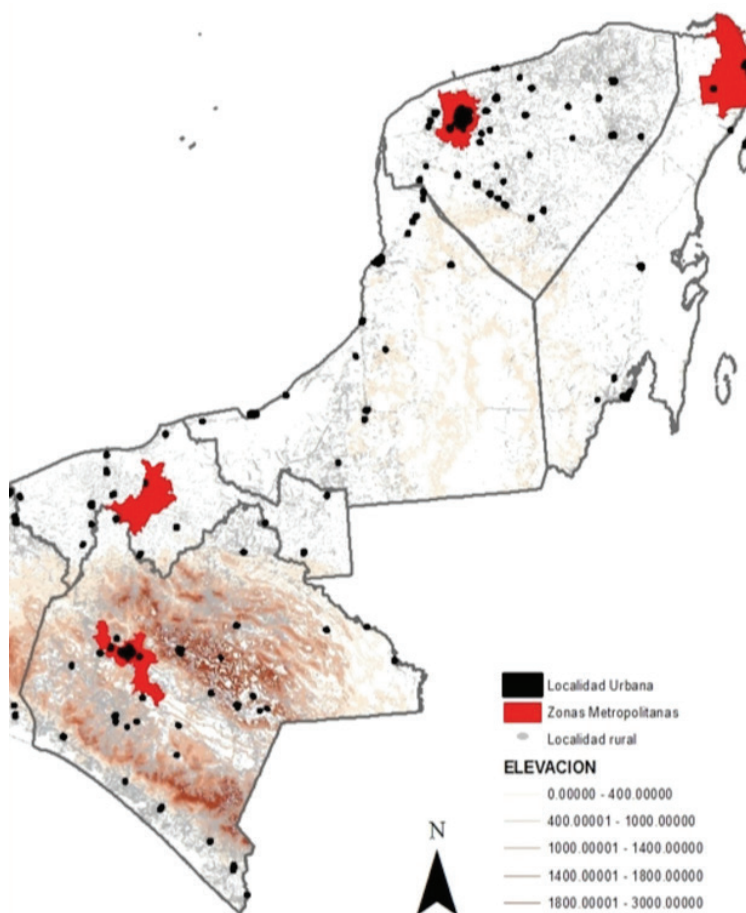 Localidad Urbana
Zonas Metropolitanas
Localidad rural
ELEVACION
0.00000 - 400.00000
400.00001 - 1000.00000
1000.00001 - 1400.00000
1400.00001 - 1800.00000
1800.00001 - 3000.00000
N